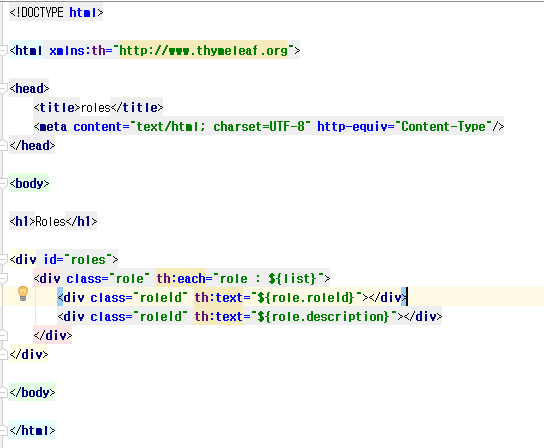 <!DOCTYPE html>
<html xmlns:th="http://www.thymeleaf.org">
<head>
<title>roles</title>
<meta content="text/html; charset=UTF-8" http-equiv="Content-Type"/>
</head>
<body>
<h1>Roles</h1>
<div id="roles">
<div class="role" th:each="role : ${list}">
<div class="roleId" th:text="${role.roleId}"></div>
<div class="roleId" th:text="${role.description}"></div>
</div>
</div>
</body>
</html>